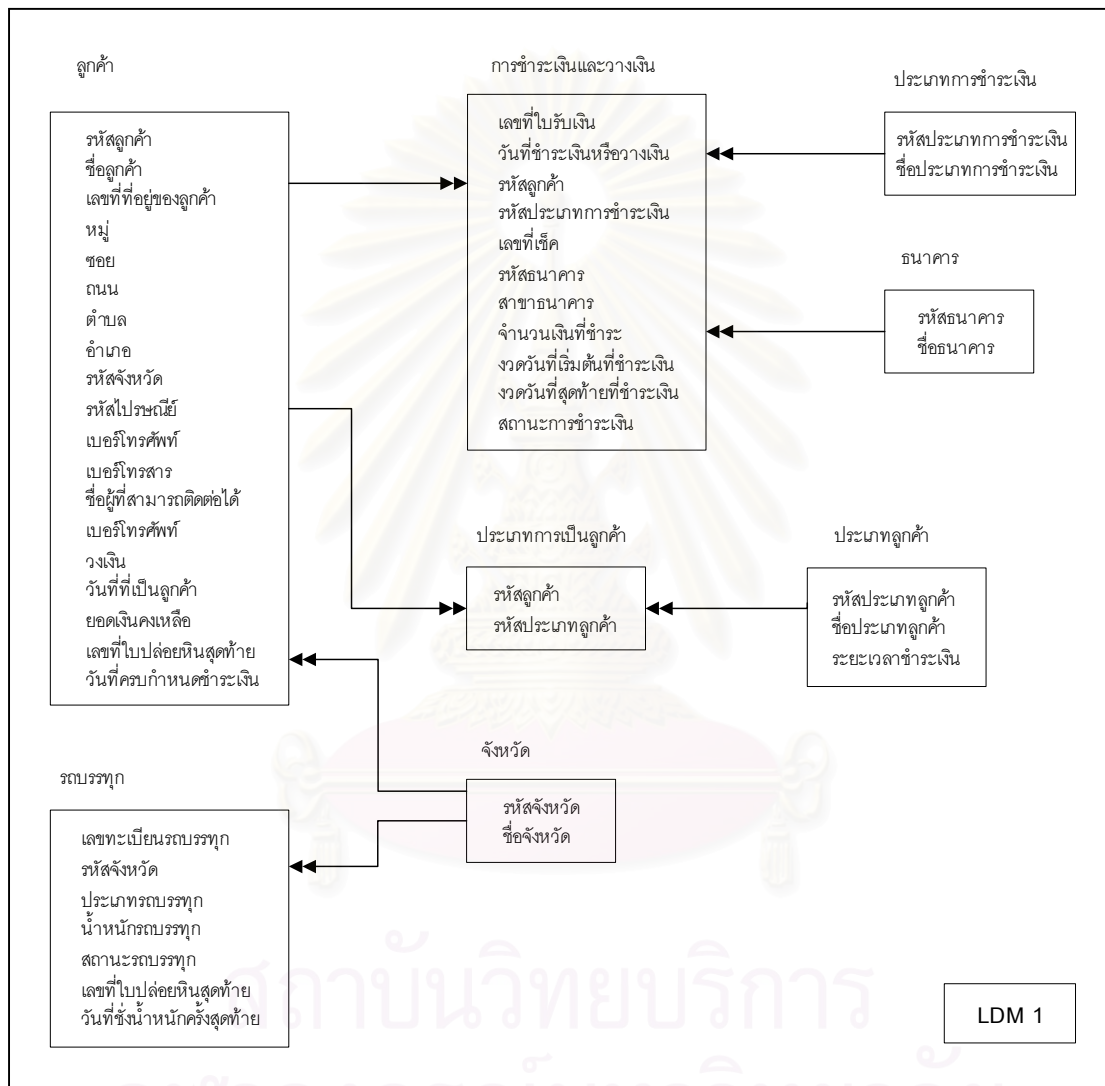 ลูกค้า
รหัสลูกค้า
ชื่อลูกค้า
เลขที่ที่อยู่ของลูกค้า
หมู่
ซอย
ถนน
ตำบล
อำเภอ
รหัสจังหวัด
รหัสไปรษณีย์
เบอร์โทรศัพท์
เบอร์โทรสาร
ชื่อผู้ที่สามารถติดต่อได้
เบอร์โทรศัพท์
วงเงิน
วันที่ที่เป็นลูกค้า
ยอดเงินคงเหลือ
เลขที่ใบปล่อยหินสุดท้าย
วันที่ครบกำหนดชำระเงิน
การชำระเงินและวางเงิน
เลขที่ใบรับเงิน
วันที่ชำระเงินหรือวางเงิน
รหัสลูกค้า
รหัสประเภทการชำระเงิน
เลขที่เช็ค
รหัสธนาคาร
สาขาธนาคาร
จำนวนเงินที่ชำระ
งวดวันที่เริ่มต้นที่ชำระเงิน
งวดวันที่สุดท้ายที่ชำระเงิน
สถานะการชำระเงิน
ประเภทการชำระเงิน
รหัสประเภทการชำระเงิน
ชื่อประเภทการชำระเงิน
ธนาคาร
รหัสธนาคาร
ชื่อธนาคาร
ประเภทการเป็นลูกค้า
รหัสลูกค้า
รหัสประเภทลูกค้า
ประเภทลูกค้า
รหัสประเภทลูกค้า
ชื่อประเภทลูกค้า
ระยะเวลาชำระเงิน
จังหวัด
รหัสจังหวัด
ชื่อจังหวัด
รถบรรทุก
เลขทะเบียนรถบรรทุก
รหัสจังหวัด
ประเภทรถบรรทุก
น้ำหนักรถบรรทุก
สถานะรถบรรทุก
เลขที่ใบปล่อยหินสุดท้าย
วันที่ชั่งน้ำหนักครั้งสุดท้าย
LDM 1
สถาบันวิทยบริการ